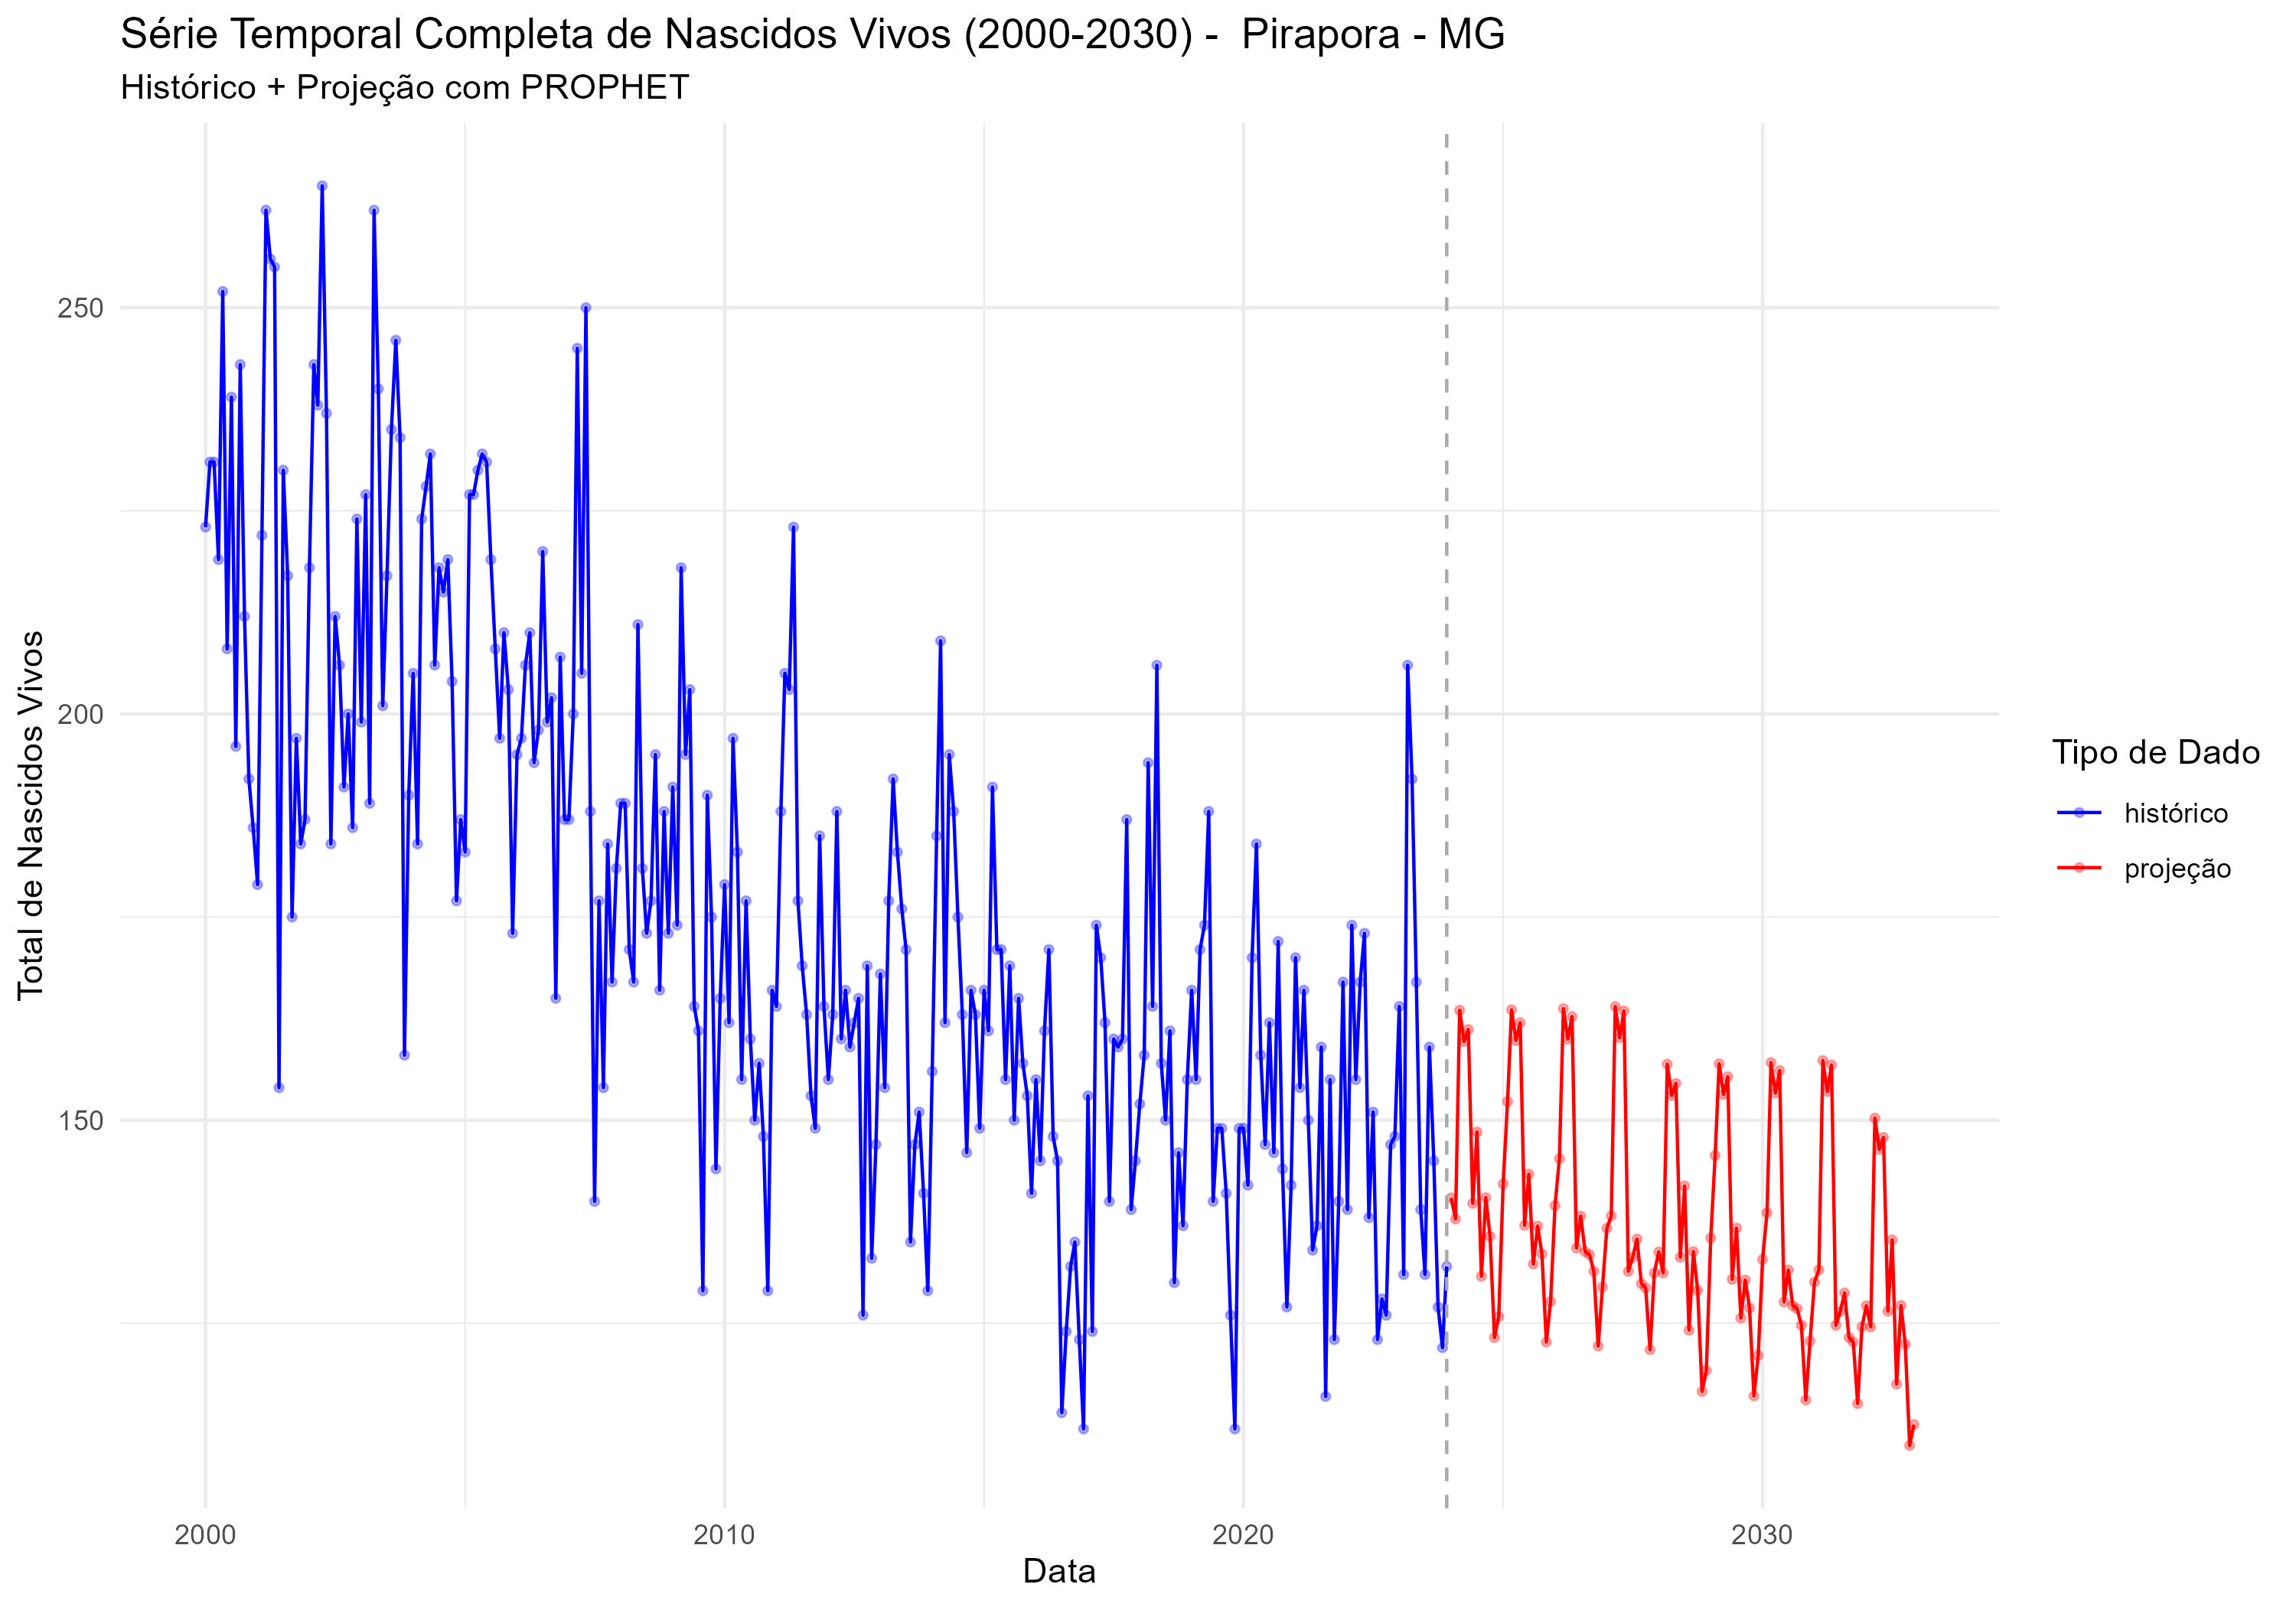 Série Temporal Completa de Nascidos Vivos (2000-2030) -  Pirapora - MG
Histórico + Projeção com PROPHET
Total de Nascidos Vivos
250
200
150
2000
2010
2020
2030
Data
Tipo de Dado
histórico
projeção